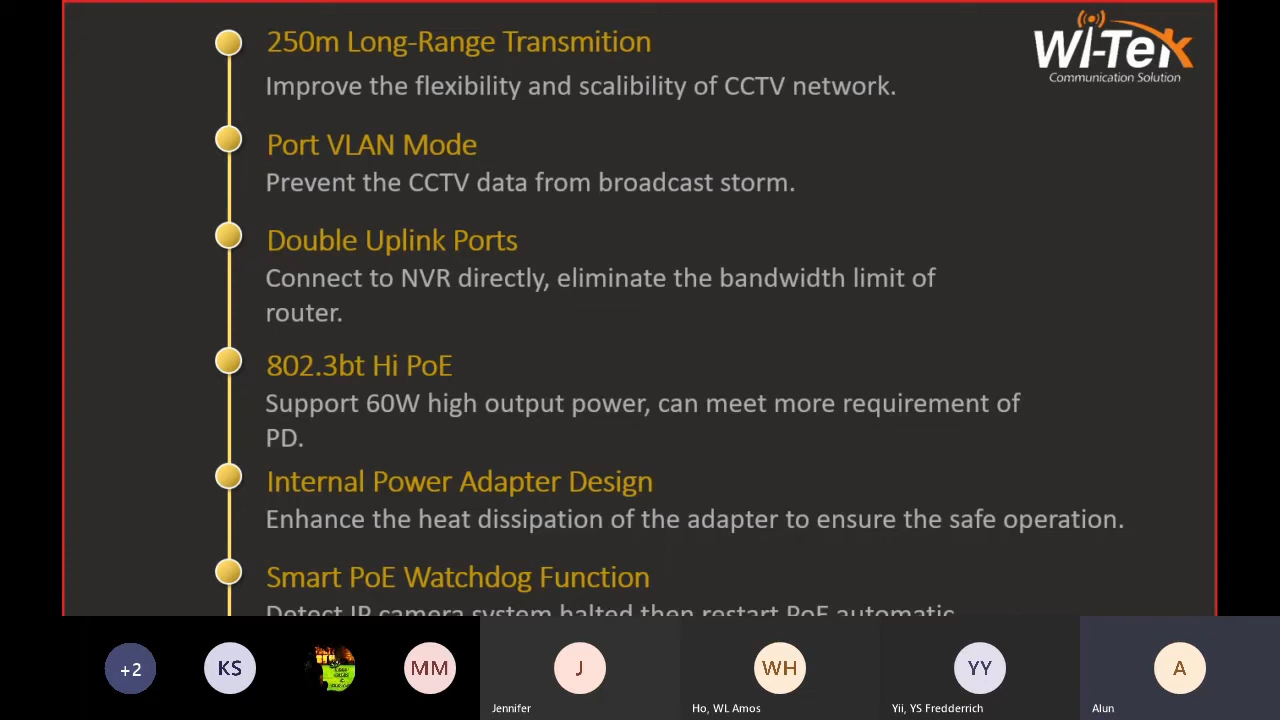 250m Long-Range Transmition
WI-TeK
Communication Solution
Improve the flexibility and scalibility of CCTV network.
Port VLAN Mode
Prevent the CCTV data from broadcast storm.
Double Uplink Ports
Connect to NVR directly, eliminate the bandwidth limit of
router.
802.3bt Hi PoE
Support 60W high output power, can meet more requirement of
PD.
Internal Power Adapter Design
Enhance the heat dissipation of the adapter to ensure the safe operation.
Smart PoE Watchdog Function
Detect IP camera system halted then restart PoE automatic
+2
KS
MM
J
WH
YY
A
Jennifer
Ho, WL Amos
Yii, YS Fredderrich
Alun